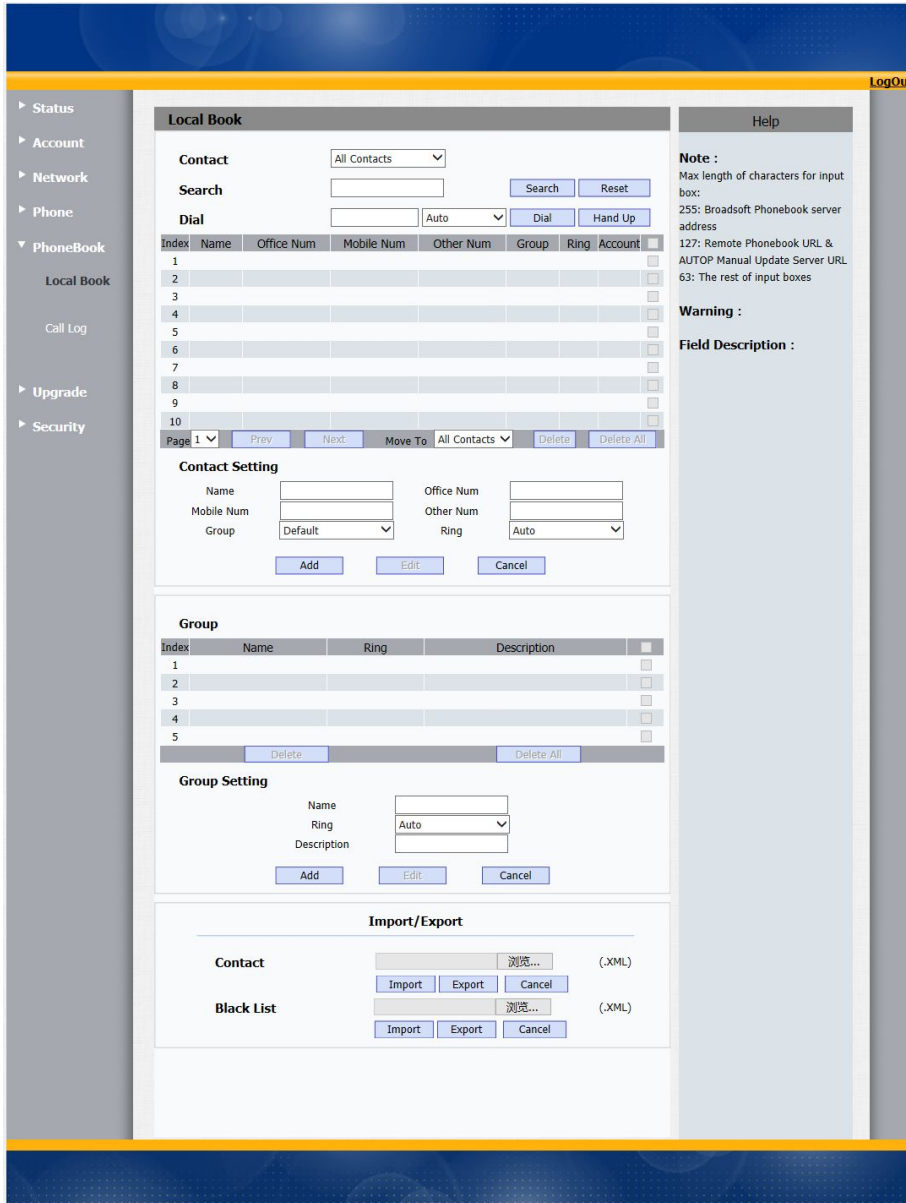 LogOu
Status
Account
Network
Phone
PhoneBook
Local Book
Call Log
Upgrade
Security
Local Book
Contact All Contacts
Search Search Reset
Dial Auto Dial Hand Up
Index Name Office Num Mobile Num Other Num Group Ring Account
1
2
3
4
5
6
7
8
9
10
Page 1 Prev Next Move To All Contacts Delete Delete All
Contact Setting
Name Office Num
Mobile Num Other Num
Group Default Ring Auto
Add Edit Cancel
Group
Index Name Ring Description
1
2
3
4
5
Delete Delete All
Group Setting
Name
Ring Auto
Description
Add Edit Cancel
Import/Export
Contact 浏览... (.XML)
Import Export Cancel
Black List 浏览... (.XML)
Import Export Cancel
Help
Note :
Max length of characters for input
box:
255: Broadsoft Phonebook server
address
127: Remote Phonebook URL &
AUTOP Manual Update Server URL
63: The rest of input boxes
Warning :
Field Description :